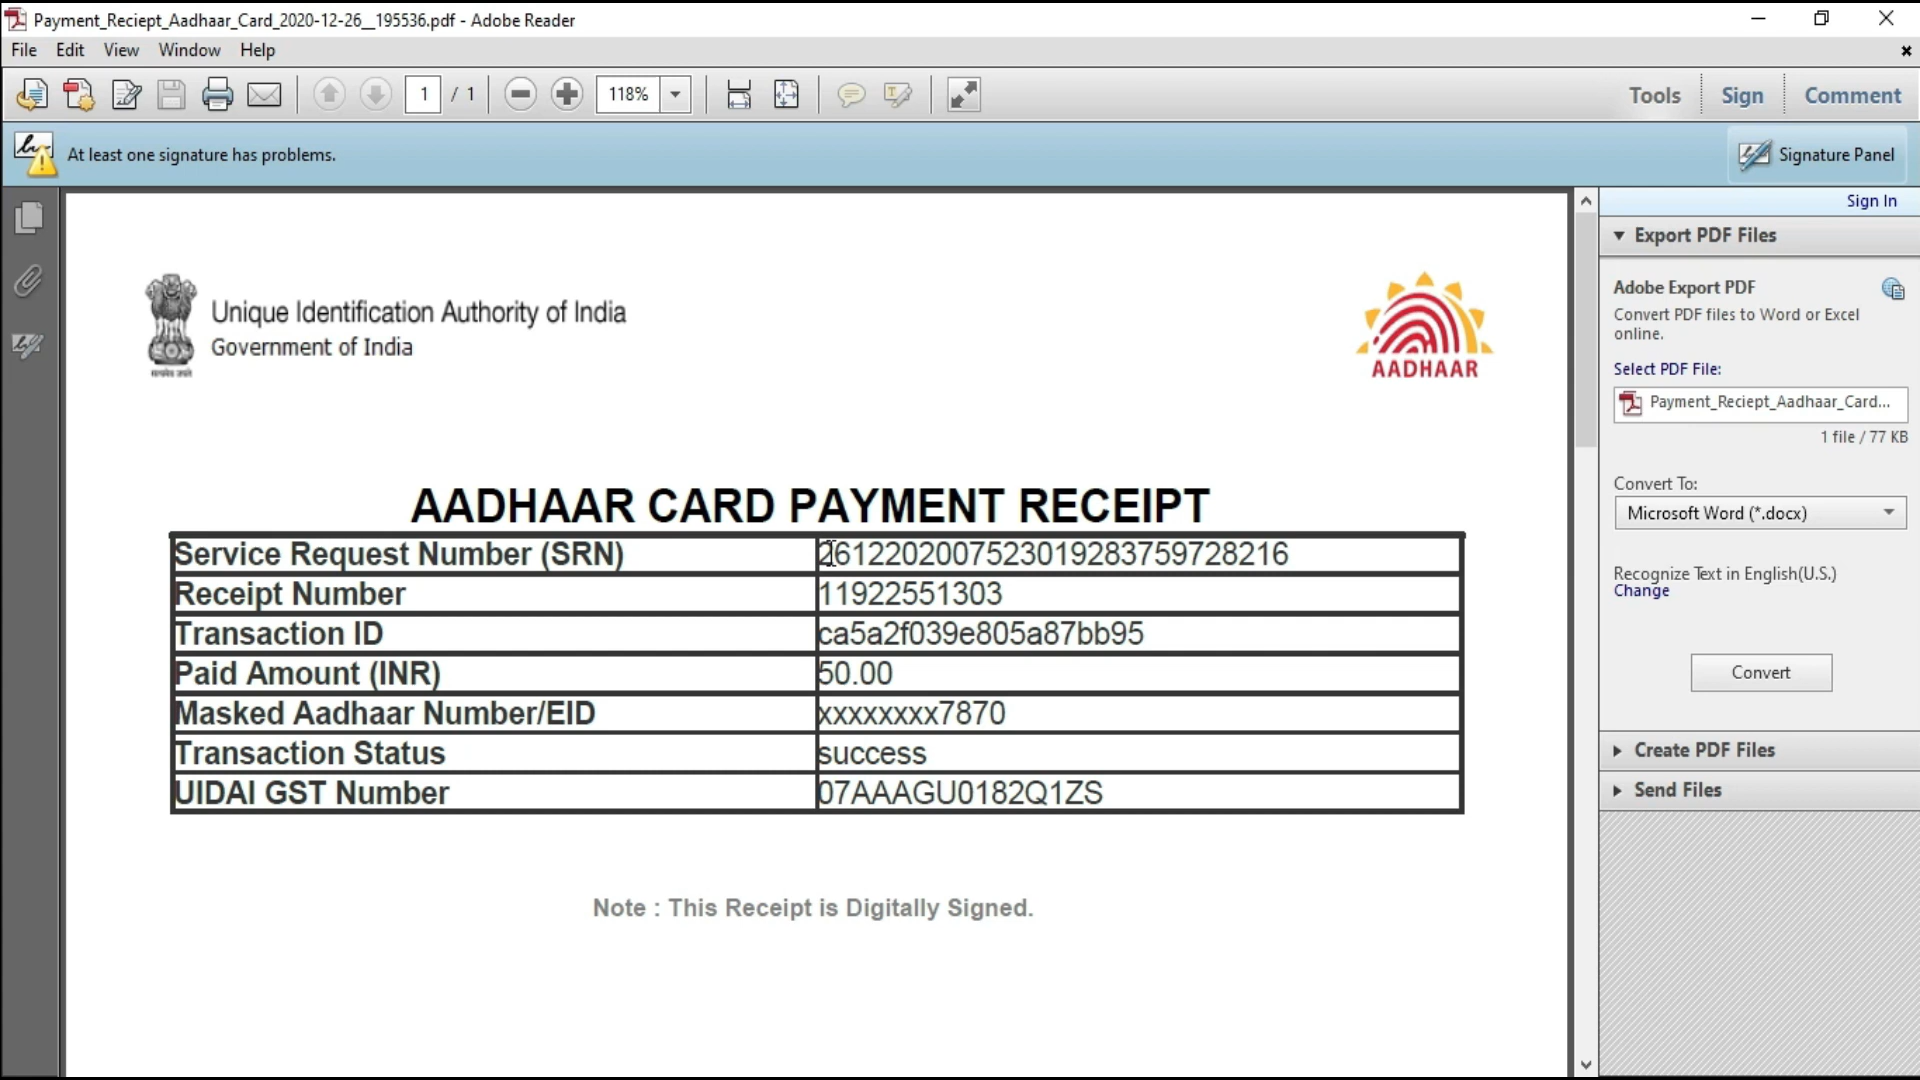 Payment_Reciept_Aadhaar_Card_2020-12-26__195536.pdf - Adobe Reader
File Edit View Window Help
1 / 1 118% Tools Sign Comment
At least one signature has problems. Signature Panel
Sign In
Export PDF Files
Adobe Export PDF
Convert PDF files to Word or Excel
online.
Select PDF File:
Payment_Reciept_Aadhaar_Card...
1 file / 77 KB
Convert To:
Microsoft Word (*.docx)
Recognize Text in English(U.S.)
Change
Convert
Create PDF Files
Send Files
Unique Identification Authority of India
Government of India
AADHAAR
AADHAAR CARD PAYMENT RECEIPT
Service Request Number (SRN) 2612202007523019283759728216
Receipt Number 11922551303
Transaction ID ca5a2f039e805a87bb95
Paid Amount (INR) 50.00
Masked Aadhaar Number/EID xxxxxxxx7870
Transaction Status success
UIDAI GST Number 07AAAGU0182Q1ZS
Note : This Receipt is Digitally Signed.